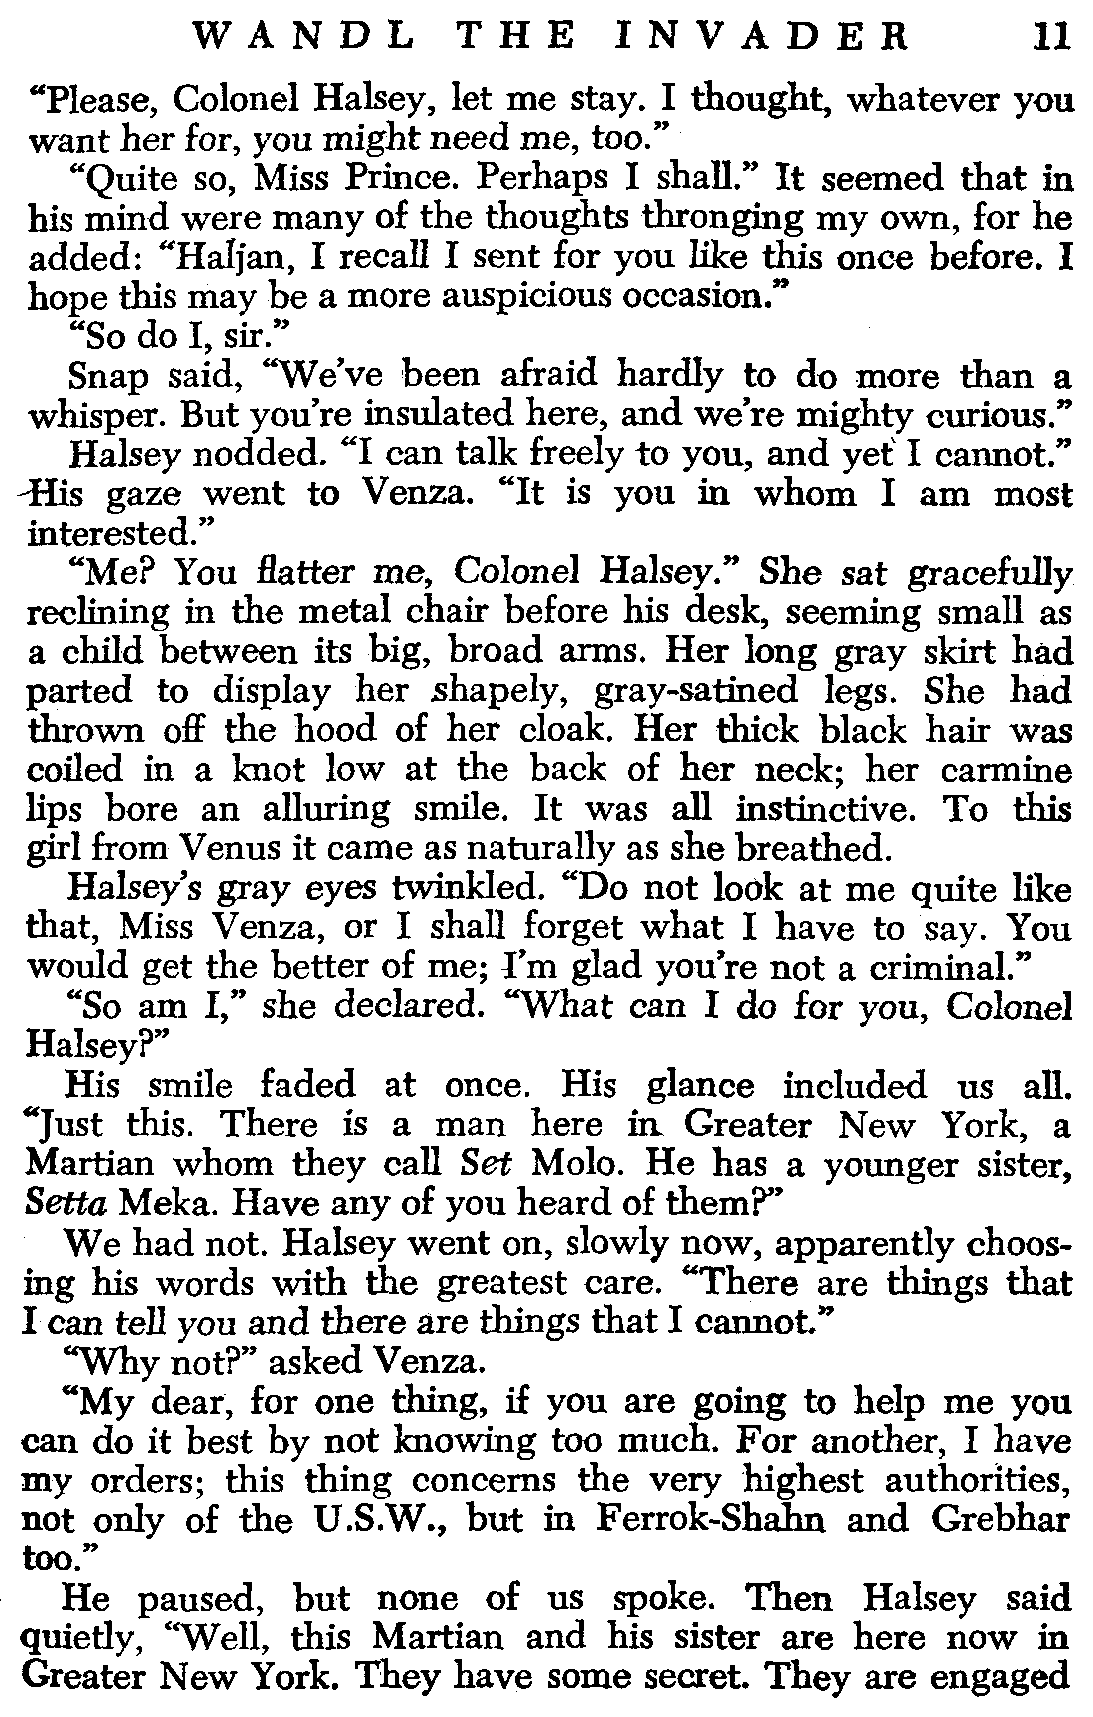 WANDL THE INVADER 11
“Please, Colonel Halsey, let me stay. I thought, whatever you
want her for, you might need me, too.”
“Quite so, Miss Prince. Perhaps I shall.” It seemed that in
his mind were many of the thoughts thronging my own, for he
added: “Haljan, I recall I sent for you like this once before. I
hope this may be a more auspicious occasion.”
“So do I, sir.”
Snap said, “We’ve been afraid hardly to do more than a
whisper. But you’re insulated here, and we’re mighty curious.”
Halsey nodded. “I can talk freely to you, and yet I cannot.”
His gaze went to Venza. “It is you in whom I am most
interested.”
“Me? You flatter me, Colonel Halsey.” She sat gracefully
reclining in the metal chair before his desk, seeming small as
a child between its big, broad arms. Her long gray skirt had
parted to display her shapely, gray-satined legs. She had
thrown off the hood of her cloak. Her thick black hair was
coiled in a knot low at the back of her neck; her carmine
lips bore an alluring smile. It was all instinctive. To this
girl from Venus it came as naturally as she breathed.
Halsey’s gray eyes twinkled. “Do not look at me quite like
that, Miss Venza, or I shall forget what I have to say. You
would get the better of me; I’m glad you’re not a criminal.”
“So am I,” she declared. “What can I do for you, Colonel
Halsey?”
His smile faded at once. His glance included us all.
“Just this. There is a man here in Greater New York, a
Martian whom they call Set Molo. He has a younger sister,
Setta Meka. Have any of you heard of them?”
We had not. Halsey went on, slowly now, apparently choos-
ing his words with the greatest care. “There are things that
I can tell you and there are things that I cannot.”
“Why not?” asked Venza.
“My dear, for one thing, if you are going to help me you
can do it best by not knowing too much. For another, I have
my orders; this thing concerns the very highest authorities,
not only of the U.S.W., but in Ferrok-Shahn and Grebhar
too.”
He paused, but none of us spoke. Then Halsey said
quietly, “Well, this Martian and his sister are here now in
Greater New York. They have some secret. They are engaged